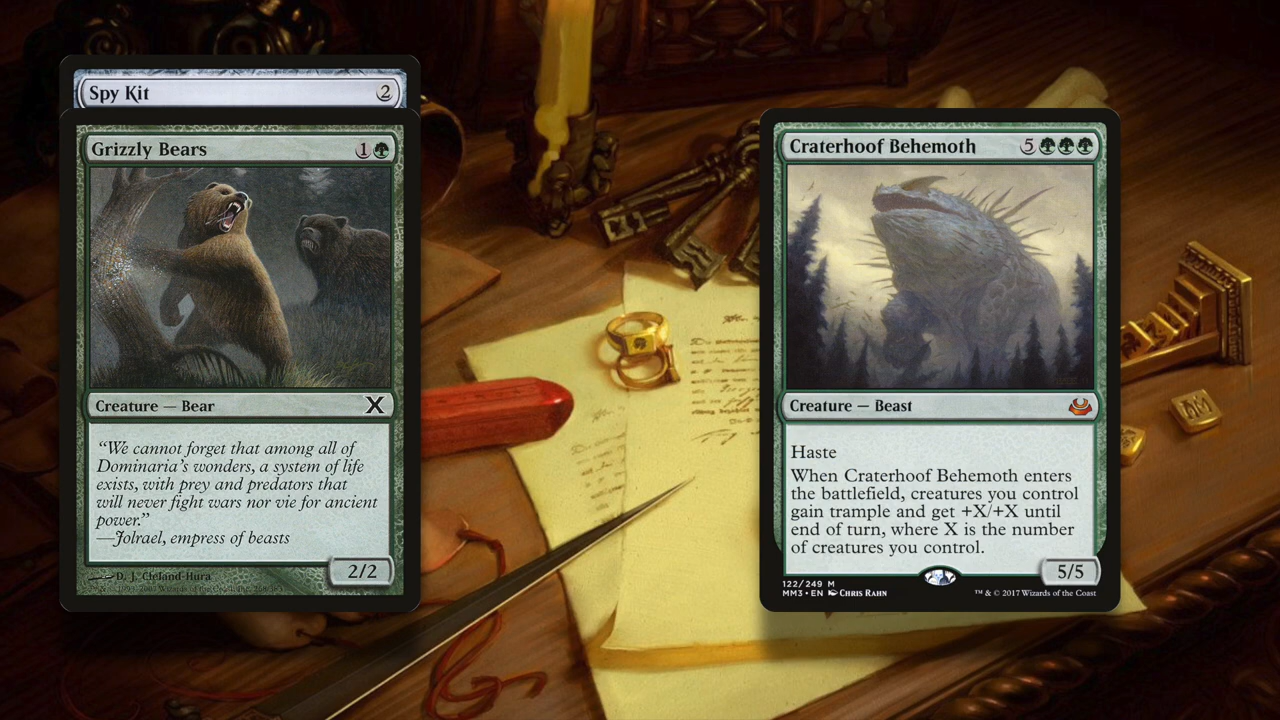 Spy Kit
2
Grizzly Bears
1
Creature — Bear
X
“We cannot forget that among all of
Dominaria’s wonders, a system of life
exists, with prey and predators that
will never fight wars nor vie for ancient
power.”
—Jolrael, empress of beasts
2/2
D. J. Cleland-Hura
Craterhoof Behemoth
5
Creature — Beast
Haste
When Craterhoof Behemoth enters
the battlefield, creatures you control
gain trample and get +X/+X until
end of turn, where X is the number
of creatures you control.
5/5
122/249 M
MM3 • EN Chris Rahn
™ & © 2017 Wizards of the Coast